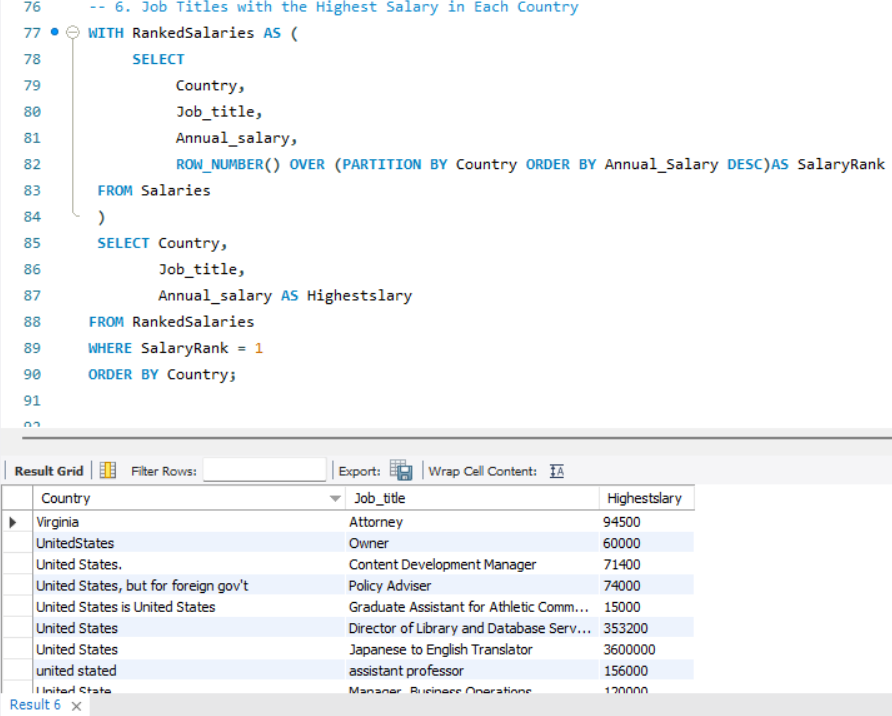 76 -- 6. Job Titles with the Highest Salary in Each Country
77 WITH RankedSalaries AS (
78 SELECT
79 Country,
80 Job_title,
81 Annual_salary,
82 ROW_NUMBER() OVER (PARTITION BY Country ORDER BY Annual_Salary DESC)AS SalaryRank
83 FROM Salaries
84 )
85 SELECT Country,
86 Job_title,
87 Annual_salary AS Highestslary
88 FROM RankedSalaries
89 WHERE SalaryRank = 1
90 ORDER BY Country;
91
92
Result Grid Filter Rows: Export: Wrap Cell Content: IA
Country Job_title Highestslary
Virginia Attorney 94500
UnitedStates Owner 60000
United States. Content Development Manager 71400
United States, but for foreign gov't Policy Adviser 74000
United States is United States Graduate Assistant for Athletic Comm... 15000
United States Director of Library and Database Serv... 353200
United States Japanese to English Translator 3600000
united stated assistant professor 156000
United State Manager, Business Operations 120000
Result 6